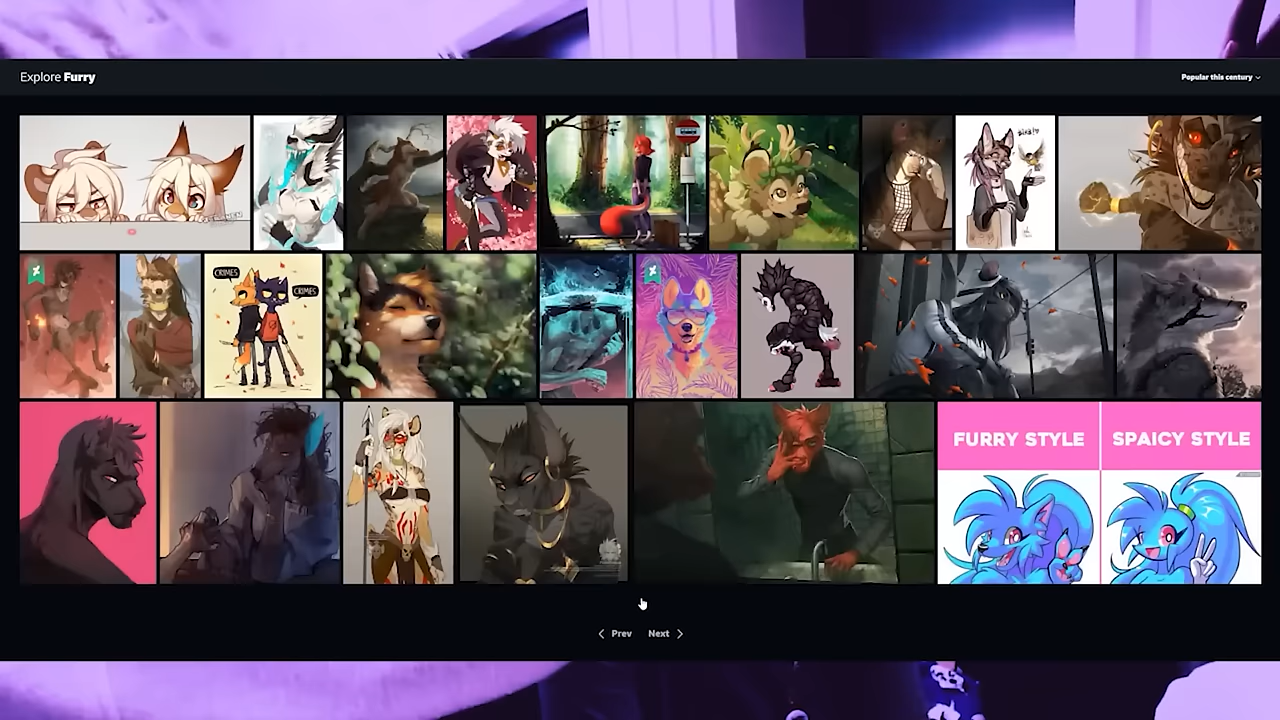 Explore Furry
Popular this century
CRIMES
CRIMES
FURRY STYLE
SPAICY STYLE
Prev
Next